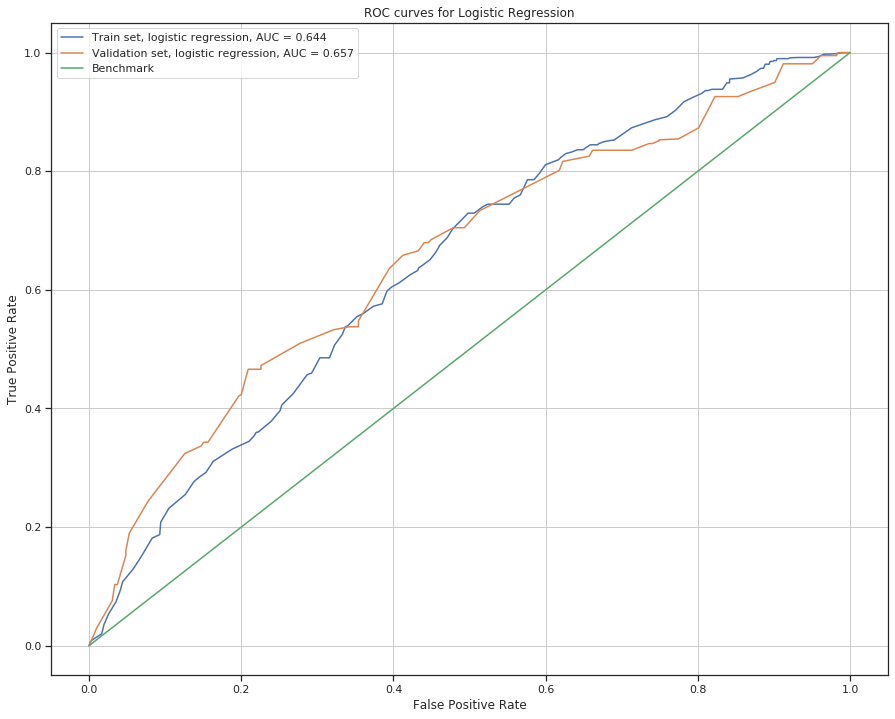 ROC curves for Logistic Regression
Train set, logistic regression, AUC = 0.644
Validation set, logistic regression, AUC = 0.657
Benchmark
1.0
0.8
0.6
0.4
0.2
0.0
True Positive Rate
0.0 0.2 0.4 0.6 0.8 1.0
False Positive Rate